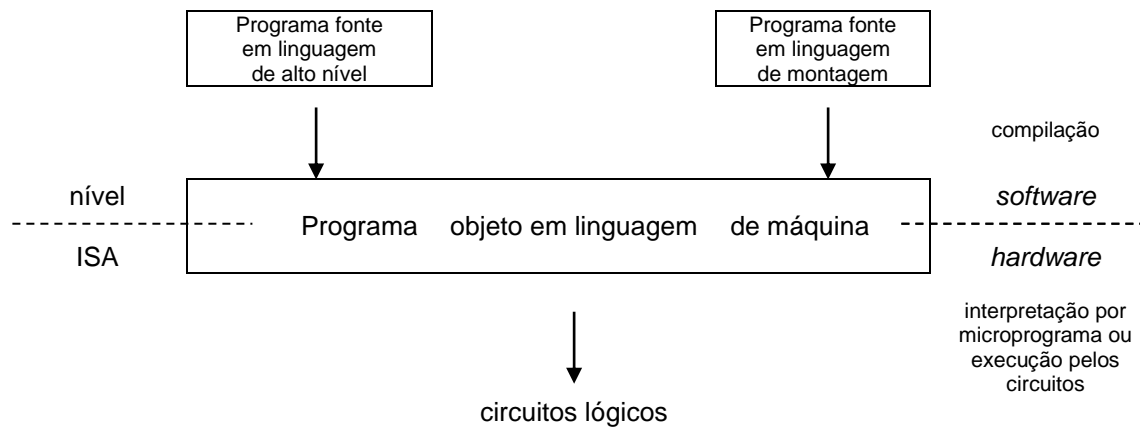 Programa fonte
em linguagem
de alto nível
Programa fonte
em linguagem
de montagem
compilação
nível
software
Programa objeto em linguagem de máquina
ISA
hardware
interpretação por
microprograma ou
execução pelos
circuitos
circuitos lógicos